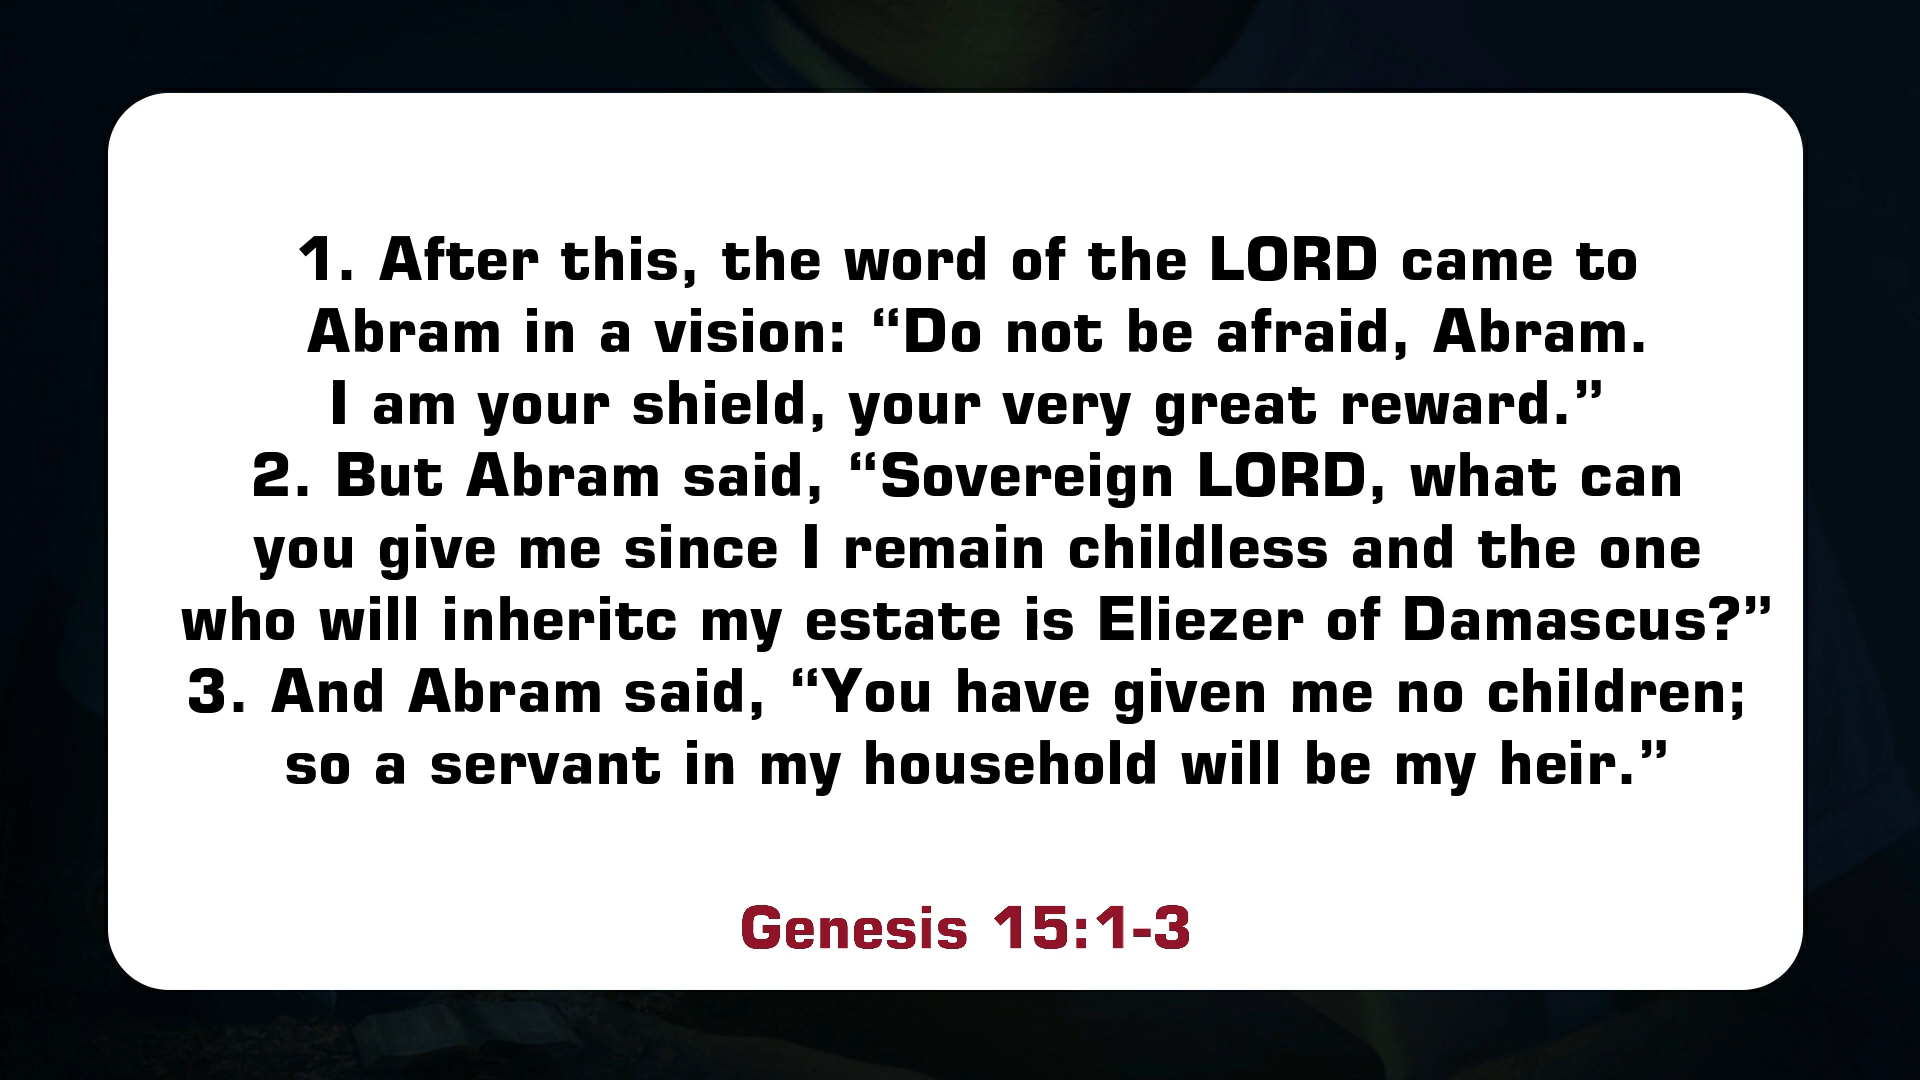 1. After this, the word of the LORD came to
Abram in a vision: “Do not be afraid, Abram.
I am your shield, your very great reward.”
2. But Abram said, “Sovereign LORD, what can
you give me since I remain childless and the one
who will inheritc my estate is Eliezer of Damascus?”
3. And Abram said, “You have given me no children;
so a servant in my household will be my heir.”
Genesis 15:1-3